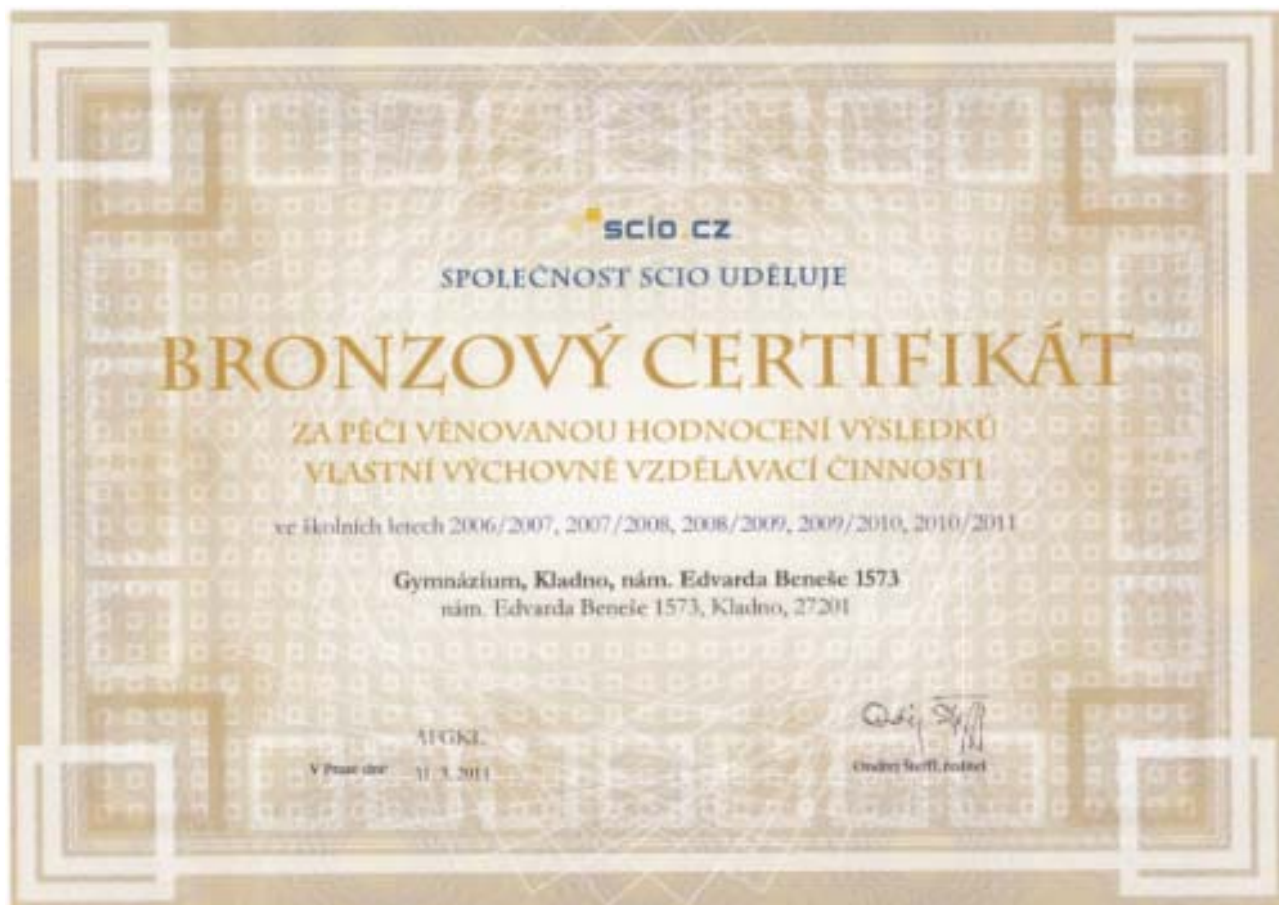 scio cz
SPOLEČNOST SCIO UDĚLUJE
BRONZOVÝ CERTIFIKÁT
ZA PÉČI VĚNOVANOU HODNOCENÍ VÝSLEDKŮ
VLASTNÍ VÝCHOVNĚ VZDĚLÁVACÍ ČINNOSTI
ve školních letech 2006/2007, 2007/2008, 2008/2009, 2009/2010, 2010/2011
Gymnázium, Kladno, nám. Edvarda Beneše 1573
nám. Edvarda Beneše 1573, Kladno, 27201
V Praze dne 2011
Ondřej Šteffl, ředitel